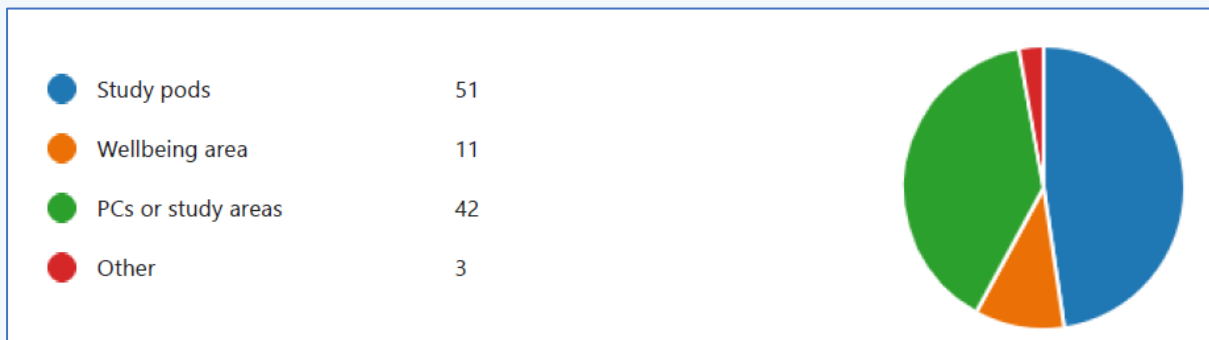 Study pods 51
Wellbeing area 11
PCs or study areas 42
Other 3